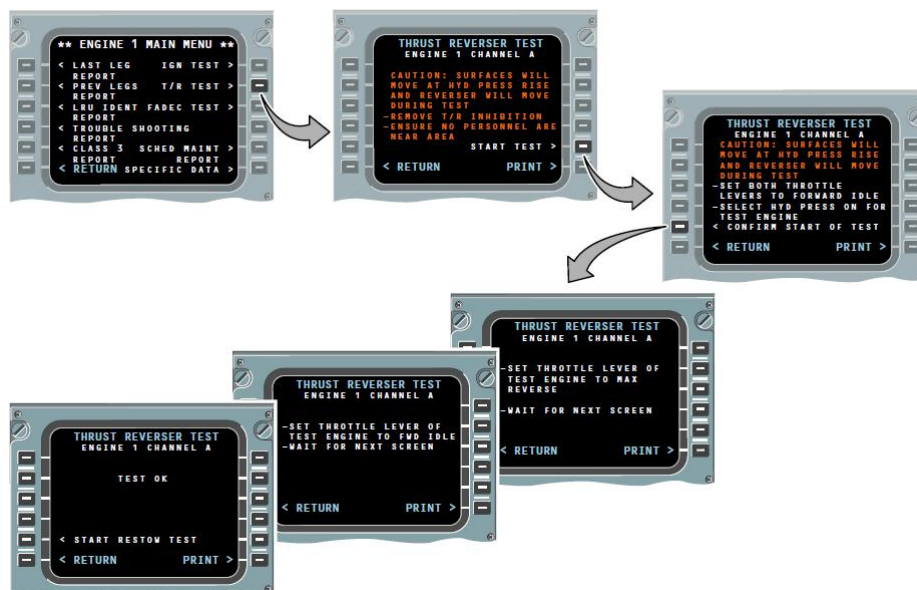 ** ENGINE 1 MAIN MENU **
< LAST LEG IGN TEST >
REPORT
< PREV LEGS T/R TEST >
REPORT
< LRU IDENT FADEC TEST >
REPORT
< TROUBLE SHOOTING
REPORT
< CLASS 3 SCHED MAINT >
REPORT REPORT
< RETURN SPECIFIC DATA >
THRUST REVERSER TEST
ENGINE 1 CHANNEL A
CAUTION: SURFACES WILL
MOVE AT HYD PRESS RISE
AND REVERSER WILL MOVE
DURING TEST
-REMOVE T/R INHIBITION
-ENSURE NO PERSONNEL ARE
NEAR AREA
START TEST >
< RETURN PRINT >
THRUST REVERSER TEST
ENGINE 1 CHANNEL A
CAUTION: SURFACES WILL
MOVE AT HYD PRESS RISE
AND REVERSER WILL MOVE
DURING TEST
-SET BOTH THROTTLE
LEVERS TO FORWARD IDLE
-SELECT HYD PRESS ON FOR
TEST ENGINE
< CONFIRM START OF TEST
< RETURN PRINT >
THRUST REVERSER TEST
ENGINE 1 CHANNEL A
-SET THROTTLE LEVER OF
TEST ENGINE TO MAX
REVERSE
-WAIT FOR NEXT SCREEN
< RETURN PRINT >
THRUST REVERSER TEST
ENGINE 1 CHANNEL A
-SET THROTTLE LEVER OF
TEST ENGINE TO FWD IDLE
-WAIT FOR NEXT SCREEN
< RETURN PRINT >
THRUST REVERSER TEST
ENGINE 1 CHANNEL A
TEST OK
< START RESTOW TEST
< RETURN PRINT >